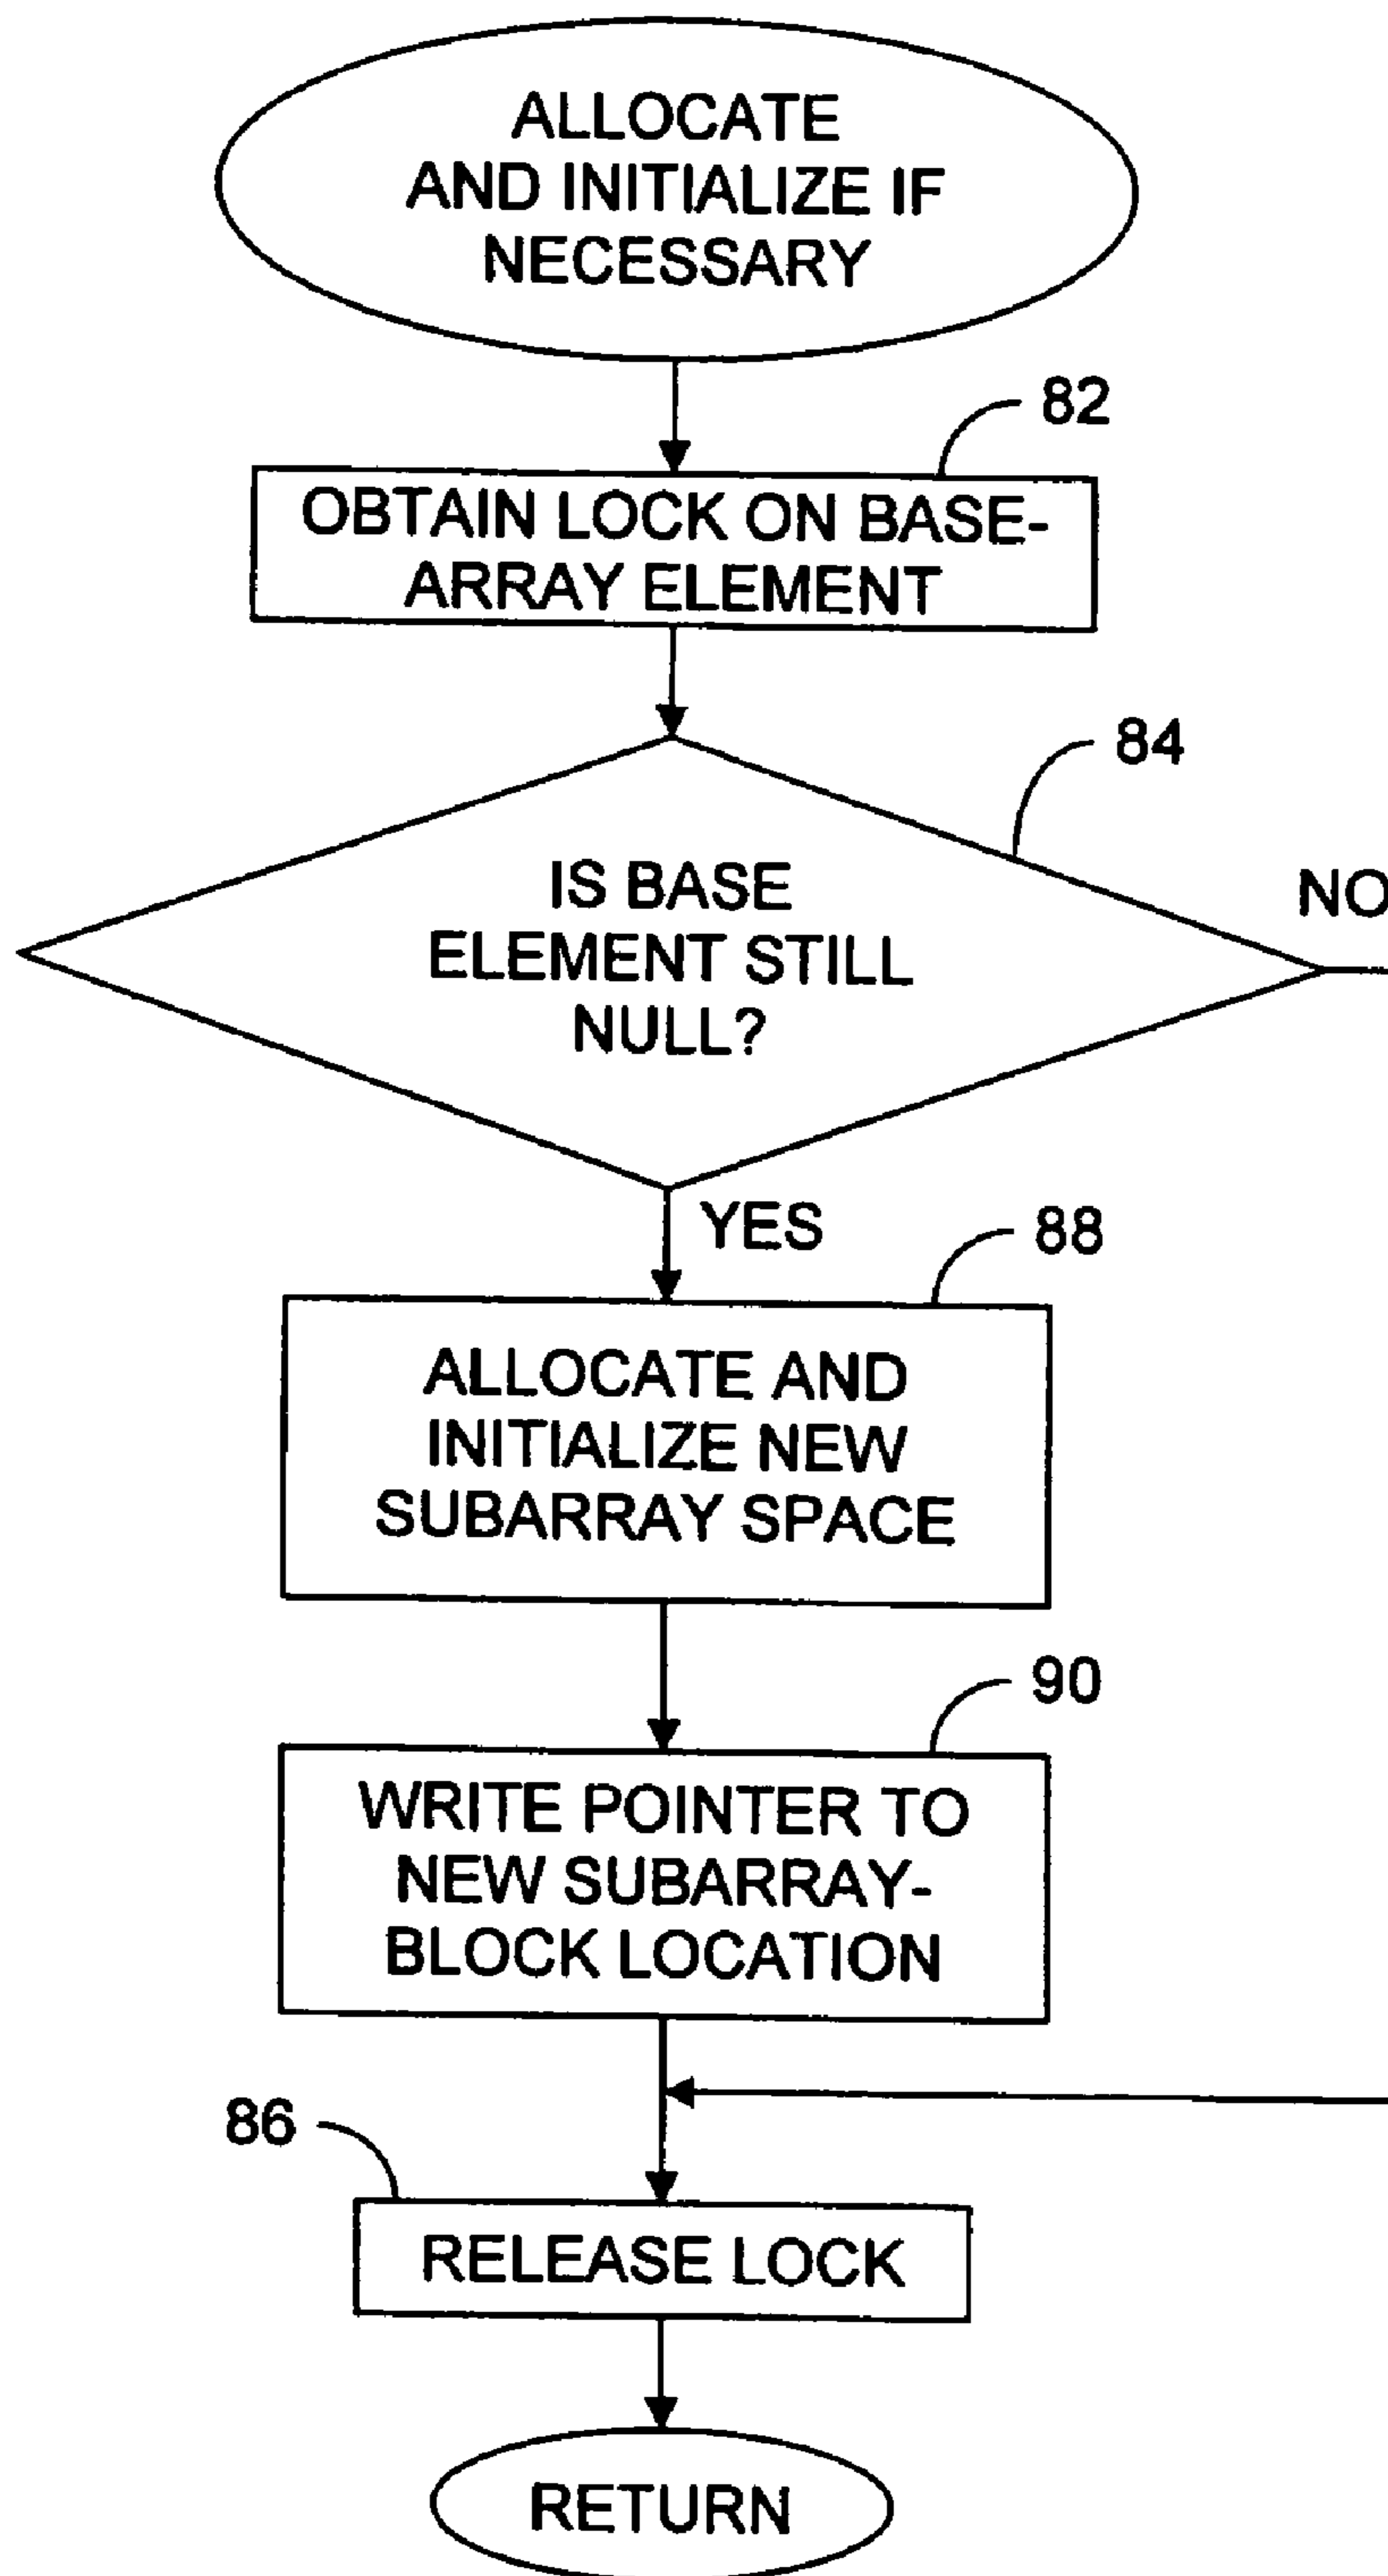 ALLOCATE
AND INITIALIZE IF
NECESSARY
82
OBTAIN LOCK ON BASE-
ARRAY ELEMENT
84
IS BASE
ELEMENT STILL
NULL?
NO
YES
88
ALLOCATE AND
INITIALIZE NEW
SUBARRAY SPACE
90
WRITE POINTER TO
NEW SUBARRAY-
BLOCK LOCATION
86
RELEASE LOCK
RETURN